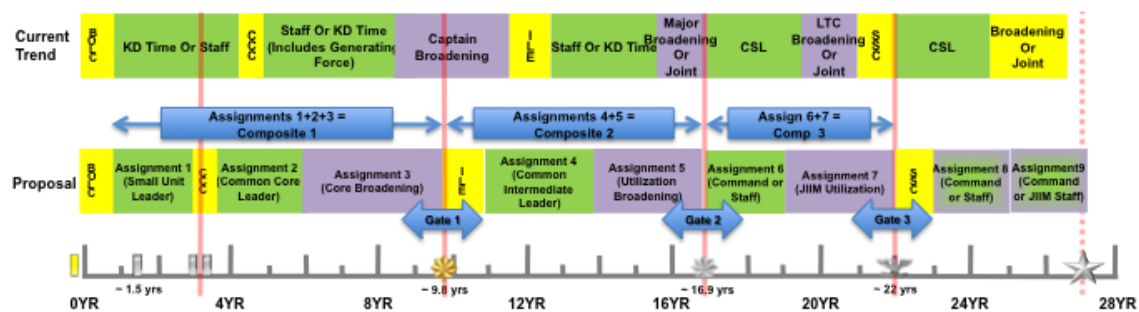 Current
Trend
BOLC
KD Time Or Staff
CCC
Staff Or KD Time
(Includes Generating
Force)
Captain
Broadening
ILE
Staff Or KD Time
Major
Broadening
Or
Joint
CSL
LTC
Broadening
Or
Joint
SSC
CSL
Broadening
Or
Joint
Assignments 1+2+3 =
Composite 1
Assignments 4+5 =
Composite 2
Assign 6+7 =
Comp 3
Proposal
BOLC
Assignment 1
(Small Unit
Leader)
CCC
Assignment 2
(Common Core
Leader)
Assignment 3
(Core Broadening)
ILE
Assignment 4
(Common
Intermediate
Leader)
Assignment 5
(Utilization
Broadening)
Assignment 6
(Command or
Staff)
Assignment 7
(JIIM Utilization)
Assignment 8
(Command
or Staff)
Assignment9
(Command
or JIIM Staff)
Gate 1
Gate 2
Gate 3
~ 1.5 yrs
~ 9.8 yrs
~ 16.9 yrs
~ 22 yrs
0YR
4YR
8YR
12YR
16YR
20YR
24YR
28YR